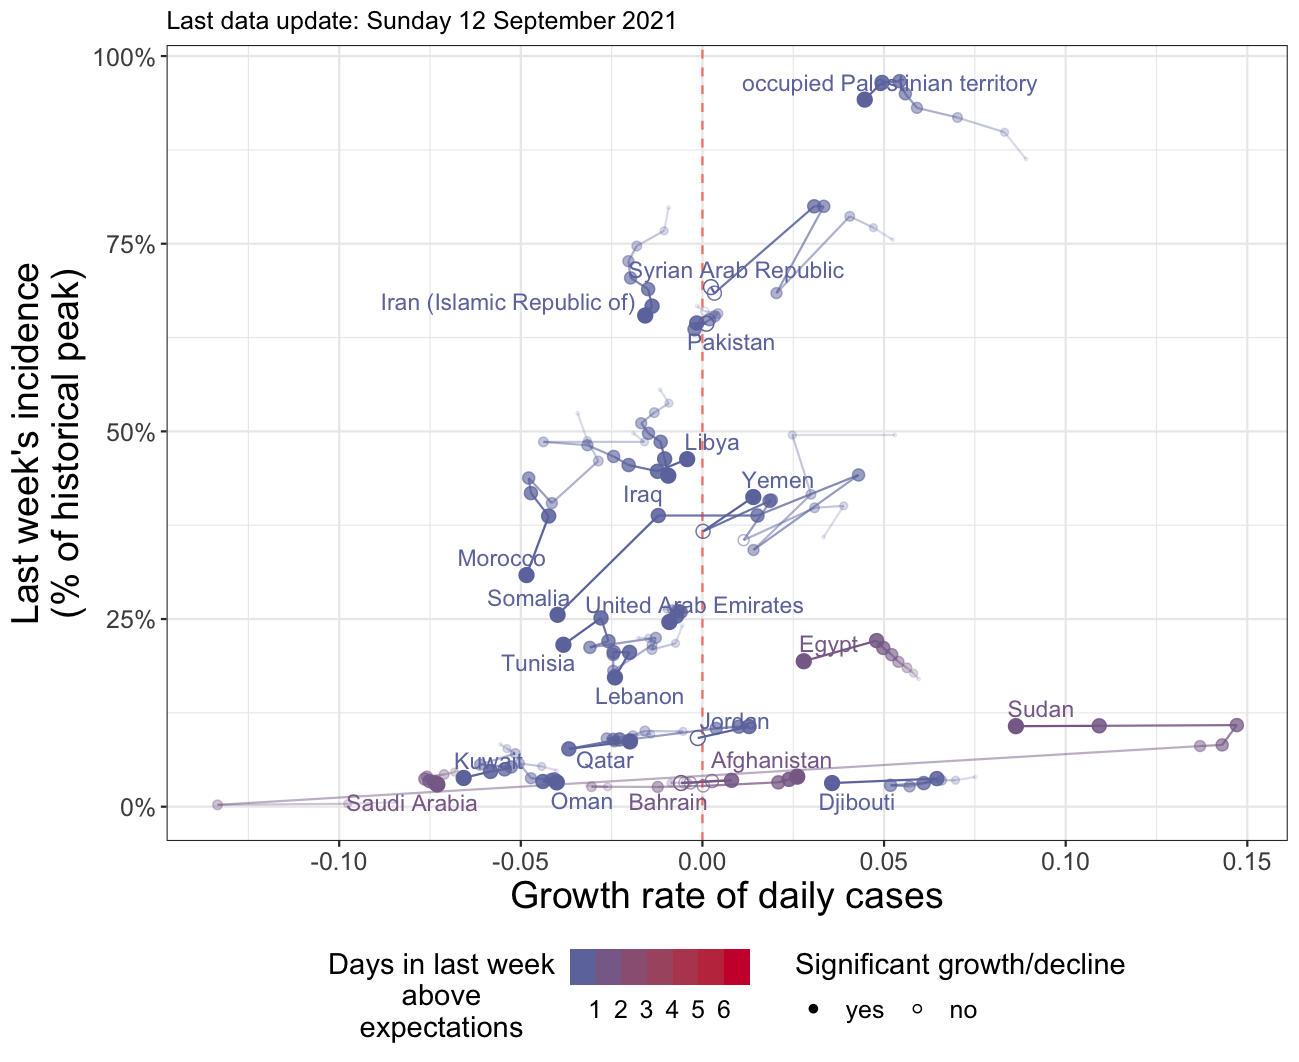 Last data update: Sunday 12 September 2021
100%
75%
50%
25%
0%
Last week's incidence
(% of historical peak)
occupied Palestinian territory
Syrian Arab Republic
Iran (Islamic Republic of)
Pakistan
Libya
Iraq
Yemen
Morocco
Somalia
United Arab Emirates
Tunisia
Egypt
Lebanon
Sudan
Jordan
Kuwait
Qatar
Afghanistan
Saudi Arabia
Oman
Bahrain
Djibouti
-0.10
-0.05
0.00
0.05
0.10
0.15
Growth rate of daily cases
Days in last week
above
expectations
1 2 3 4 5 6
Significant growth/decline
yes
no